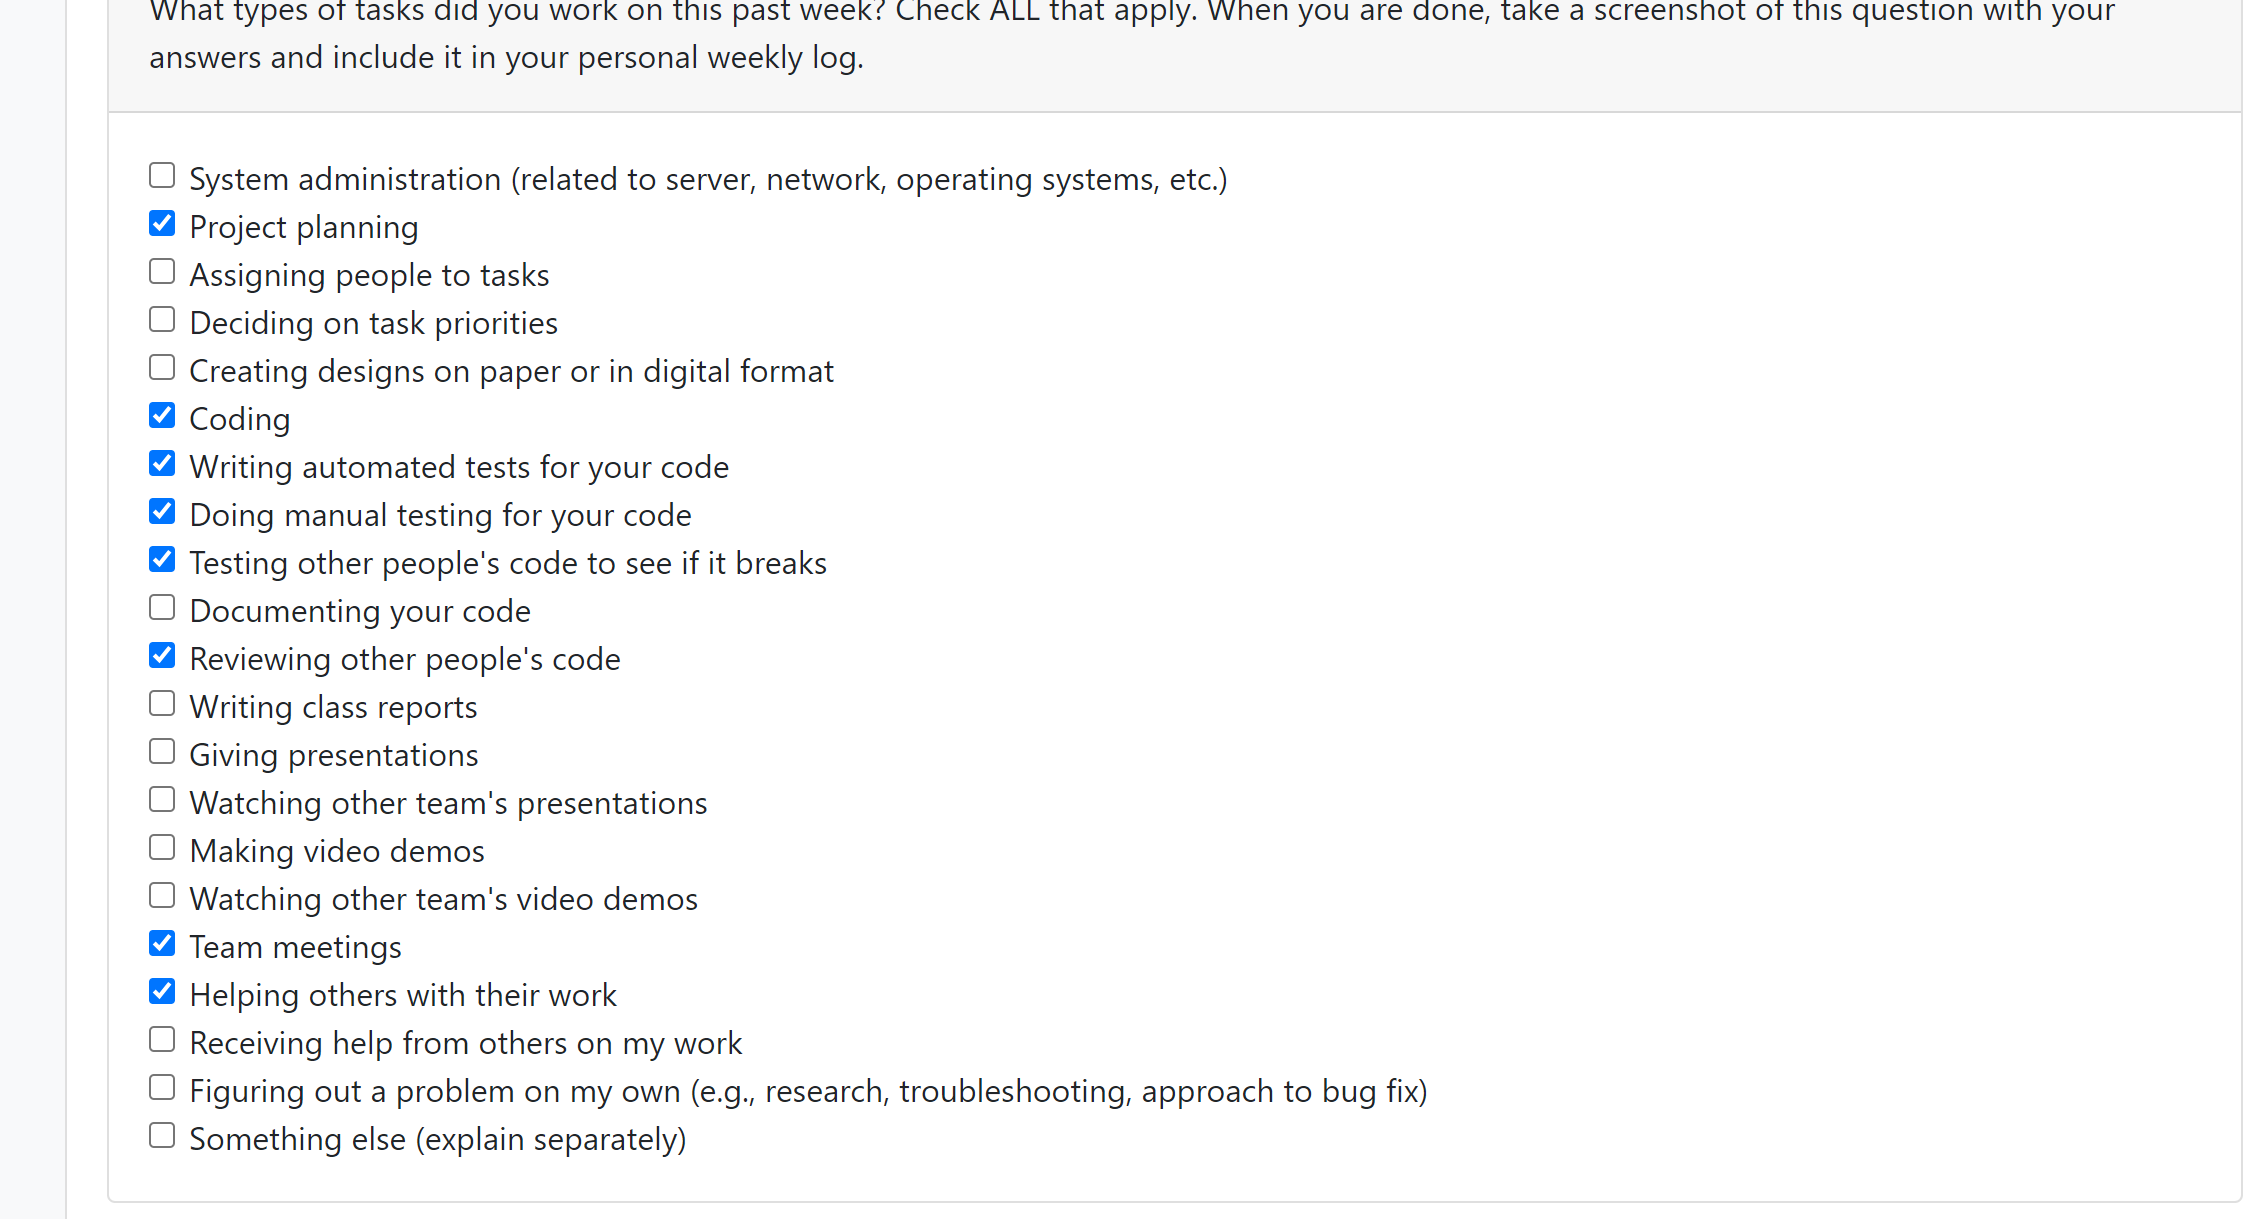 What types of tasks did you work on this past week? Check ALL that apply. When you are done, take a screenshot of this question with your
answers and include it in your personal weekly log.
System administration (related to server, network, operating systems, etc.)
Project planning
Assigning people to tasks
Deciding on task priorities
Creating designs on paper or in digital format
Coding
Writing automated tests for your code
Doing manual testing for your code
Testing other people's code to see if it breaks
Documenting your code
Reviewing other people's code
Writing class reports
Giving presentations
Watching other team's presentations
Making video demos
Watching other team's video demos
Team meetings
Helping others with their work
Receiving help from others on my work
Figuring out a problem on my own (e.g., research, troubleshooting, approach to bug fix)
Something else (explain separately)